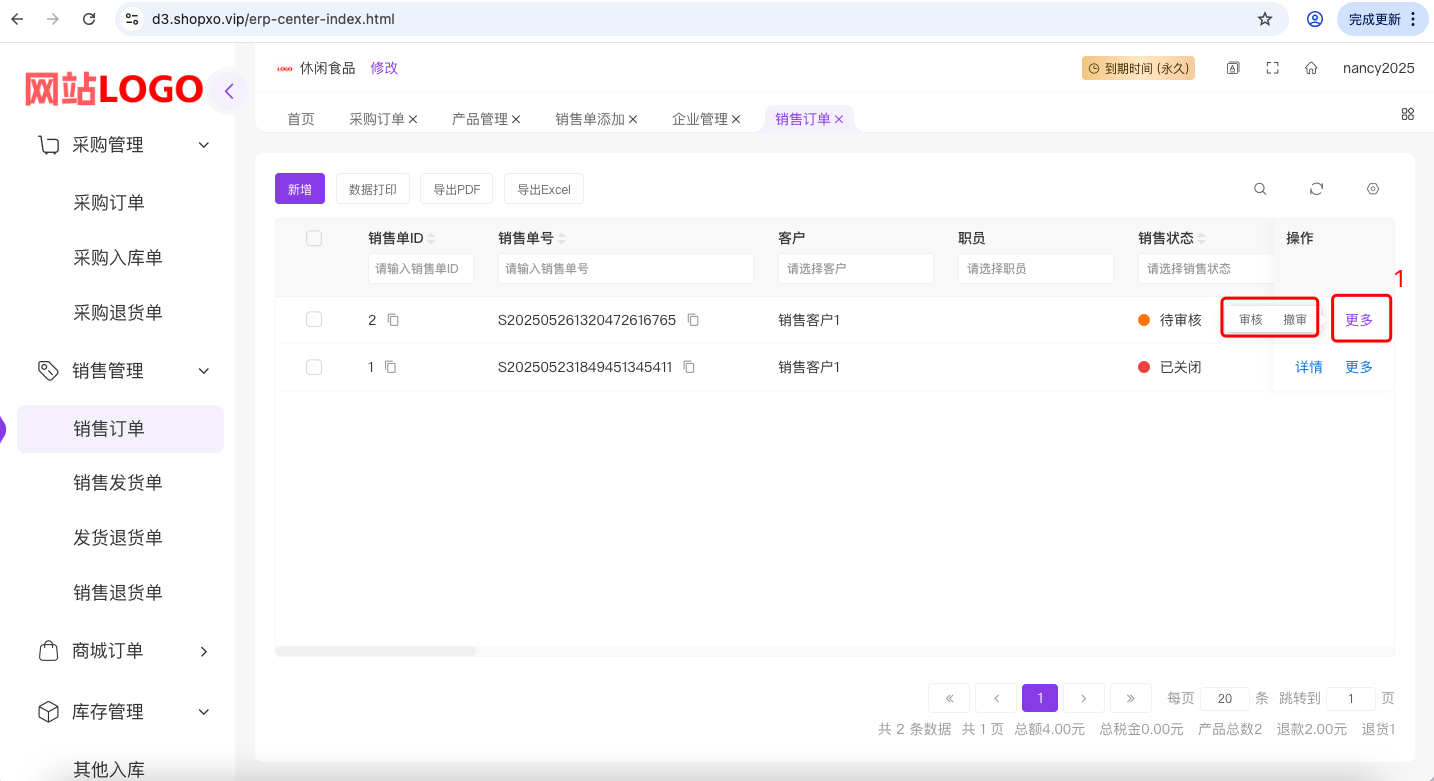 d3.shopxo.vip/erp-center-index.html 完成更新
网站LOGO
LOGO 休闲食品 修改 到期时间 (永久) nancy2025
首页 采购订单 产品管理 销售单添加 企业管理 销售订单
采购管理
采购订单
采购入库单
采购退货单
销售管理
销售订单
销售发货单
发货退货单
销售退货单
商城订单
库存管理
其他入库
新增 数据打印 导出PDF 导出Excel
销售单ID 销售单号 客户 职员 销售状态 操作
请输入销售单ID 请输入销售单号 请选择客户 请选择职员 请选择销售状态
1
2 S202505261320472616765 销售客户1 待审核 审核 撤审 更多
1 S202505231849451345411 销售客户1 已关闭 详情 更多
« ‹ 1 › » 每页 20 条 跳转到 1 页
共 2 条数据 共 1 页 总额4.00元 总税金0.00元 产品总数2 退款2.00元 退货1